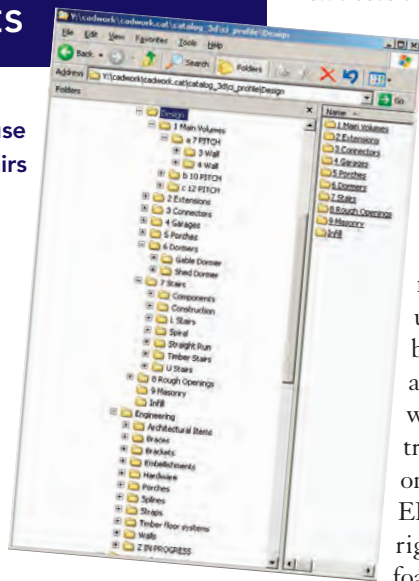 ES
Y:\cadwork\cadwork.cat\catalog_3d\ci_profile\Design
File Edit View Favorites Tools Help
Back Search Folders
Address Y:\cadwork\cadwork.cat\catalog_3d\ci_profile\Design Go
Folders
Design
1 Main Volumes
a 7 PITCH
3 Wall
4 Wall
b 10 PITCH
c 12 PITCH
2 Extensions
3 Connectors
4 Garages
5 Porches
6 Dormers
Gable Dormer
Shed Dormer
7 Stairs
Components
Construction
L Stairs
Spiral
Straight Run
Timber Stairs
U Stairs
8 Rough Openings
9 Masonry
Infill
Engineering
Architectural Items
Braces
Brackets
Embellishments
Hardware
Porches
Splines
Straps
Timber floor systems
Walls
Z IN PROGRESS
Name
1 Main Volumes
2 Extensions
3 Connectors
4 Garages
5 Porches
6 Dormers
7 Stairs
8 Rough Openings
9 Masonry
Infill
use
irs
u
b
a
w
tr
or
El
rig
foa